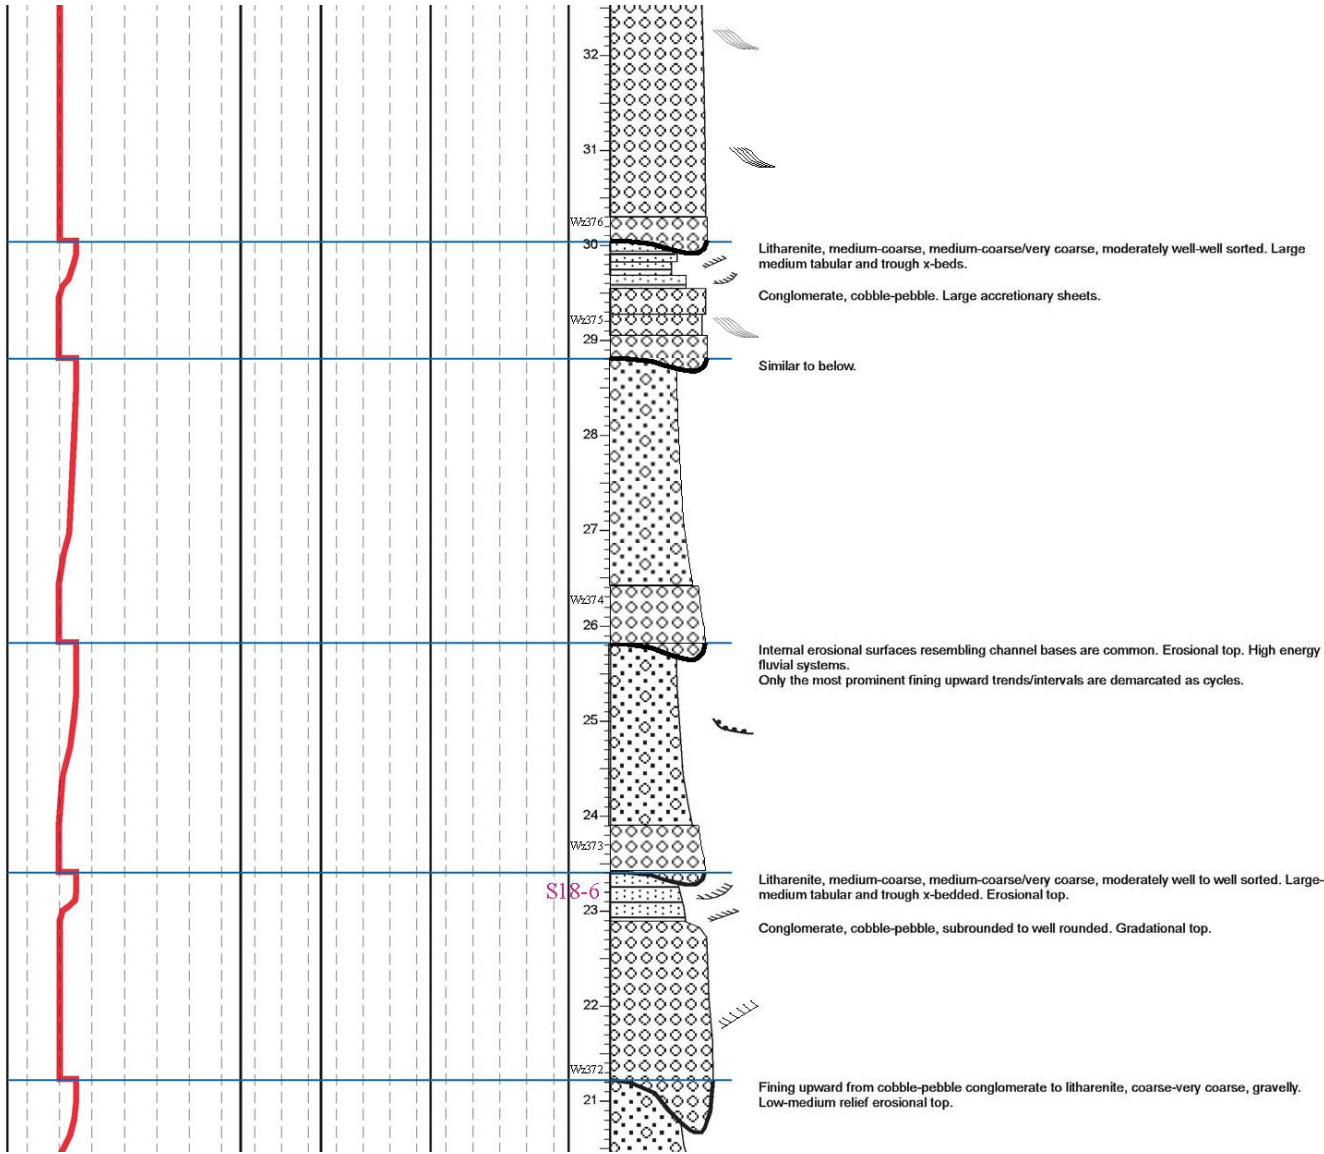 32
31
Wz376
30
Litharenite, medium-coarse, medium-coarse/very coarse, moderately well-well sorted. Large
medium tabular and trough x-beds.
Conglomerate, cobble-pebble. Large accretionary sheets.
Wz375
29
Similar to below.
28
27
Wz374
26
Internal erosional surfaces resembling channel bases are common. Erosional top. High energy
fluvial systems.
Only the most prominent fining upward trends/intervals are demarcated as cycles.
25
24
Wz373
S18-6
Litharenite, medium-coarse, medium-coarse/very coarse, moderately well to well sorted. Large-
medium tabular and trough x-bedded. Erosional top.
23
Conglomerate, cobble-pebble, subrounded to well rounded. Gradational top.
22
Wz372
Fining upward from cobble-pebble conglomerate to litharenite, coarse-very coarse, gravelly.
Low-medium relief erosional top.
21